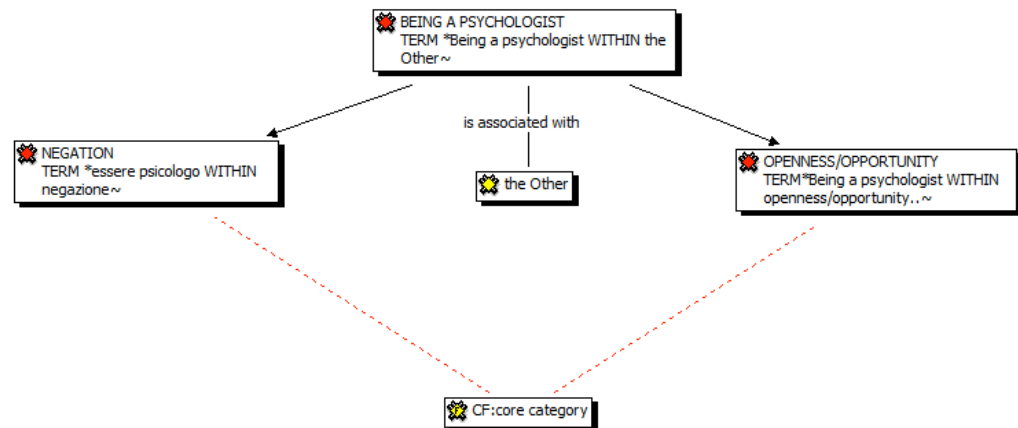 BEING A PSYCHOLOGIST
TERM *Being a psychologist WITHIN the
Other~
is associated with
NEGATION
TERM *essere psicologo WITHIN
negazione~
the Other
OPENNESS/OPPORTUNITY
TERM*Being a psychologist WITHIN
openness/opportunity..~
CF:core category